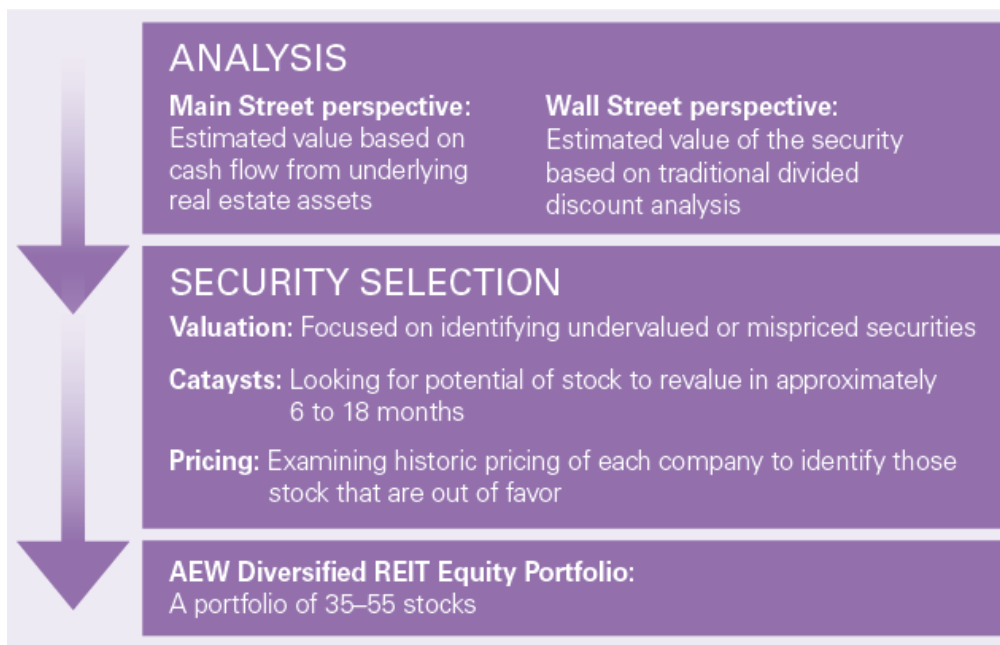 ANALYSIS
Main Street perspective:
Estimated value based on
cash flow from underlying
real estate assets
Wall Street perspective:
Estimated value of the security
based on traditional divided
discount analysis
SECURITY SELECTION
Valuation: Focused on identifying undervalued or mispriced securities
Cataysts: Looking for potential of stock to revalue in approximately
6 to 18 months
Pricing: Examining historic pricing of each company to identify those
stock that are out of favor
AEW Diversified REIT Equity Portfolio:
A portfolio of 35–55 stocks